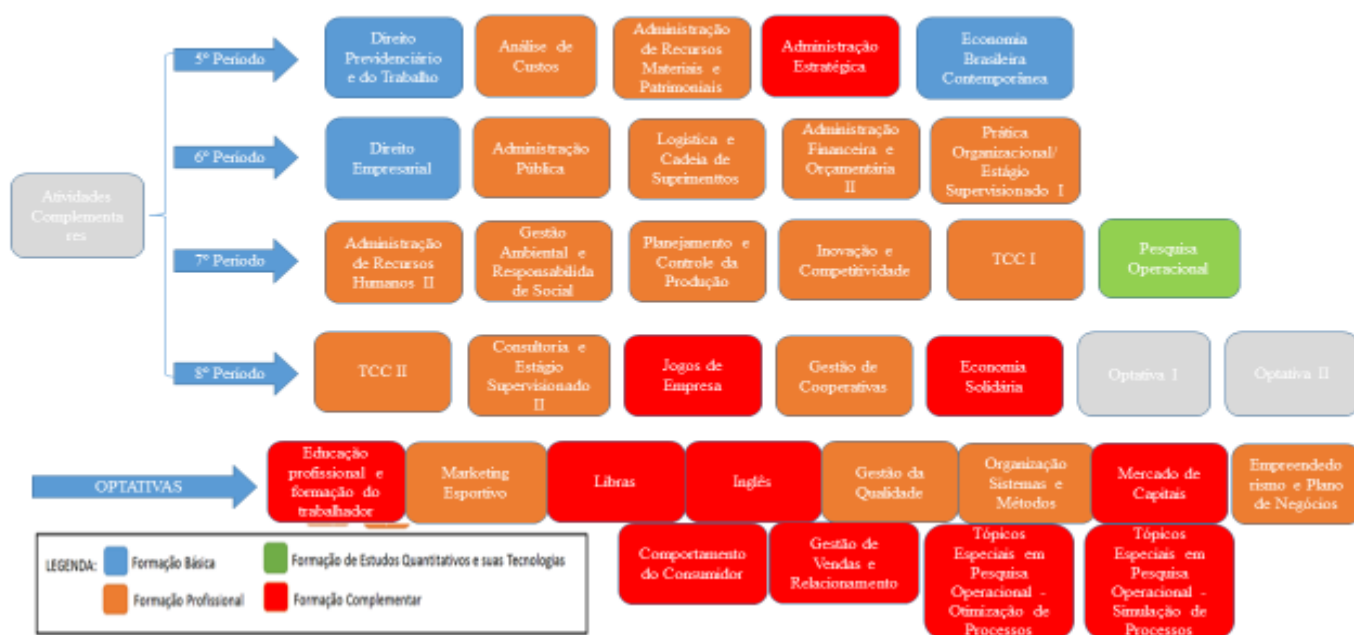 5º Período
Direito
Previdenciário
e do Trabalho
Análise de
Custos
Administração
de Recursos
Materiais e
Patrimoniais
Administração
Estratégica
Economia
Brasileira
Contemporânea
6º Período
Direito
Empresarial
Administração
Pública
Logística e
Cadeia de
Suprimenttos
Administração
Financeira e
Orçamentária
II
Prática
Organizacional/
Estágio
Supervisionado I
Atividades
Complementa
res
7º Período
Administração
de Recursos
Humanos II
Gestão
Ambiental e
Responsabilida
de Social
Planejamento e
Controle da
Produção
Inovação e
Competitividade
TCC I
Pesquisa
Operacional
8º Período
TCC II
Consultoria e
Estágio
Supervisionado
II
Jogos de
Empresa
Gestão de
Cooperativas
Economia
Solidária
Optativa I
Optativa II
OPTATIVAS
Educação
profissional e
formação do
trabalhador
Marketing
Esportivo
Libras
Inglês
Gestão da
Qualidade
Organização
Sistemas e
Métodos
Mercado de
Capitais
Empreendedo
rismo e Plano
de Negócios
Comportamento
do Consumidor
Gestão de
Vendas e
Relacionamento
Tópicos
Especiais em
Pesquisa
Operacional -
Otimização de
Processos
Tópicos
Especiais em
Pesquisa
Operacional -
Simulação de
Processos
LEGENDA:
Formação Básica
Formação de Estudos Quantitativos e suas Tecnologias
Formação Profissional
Formação Complementar